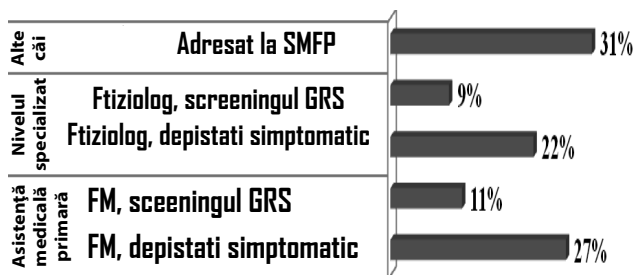 Alte
căi
Adresat la SMFP
31%
Nivelul
specializat
Ftiziolog, screeningul GRS
9%
Ftiziolog, depistati simptomatic
22%
Asistenţă
medicală
primară
FM, sceeningul GRS
11%
FM, depistati simptomatic
27%